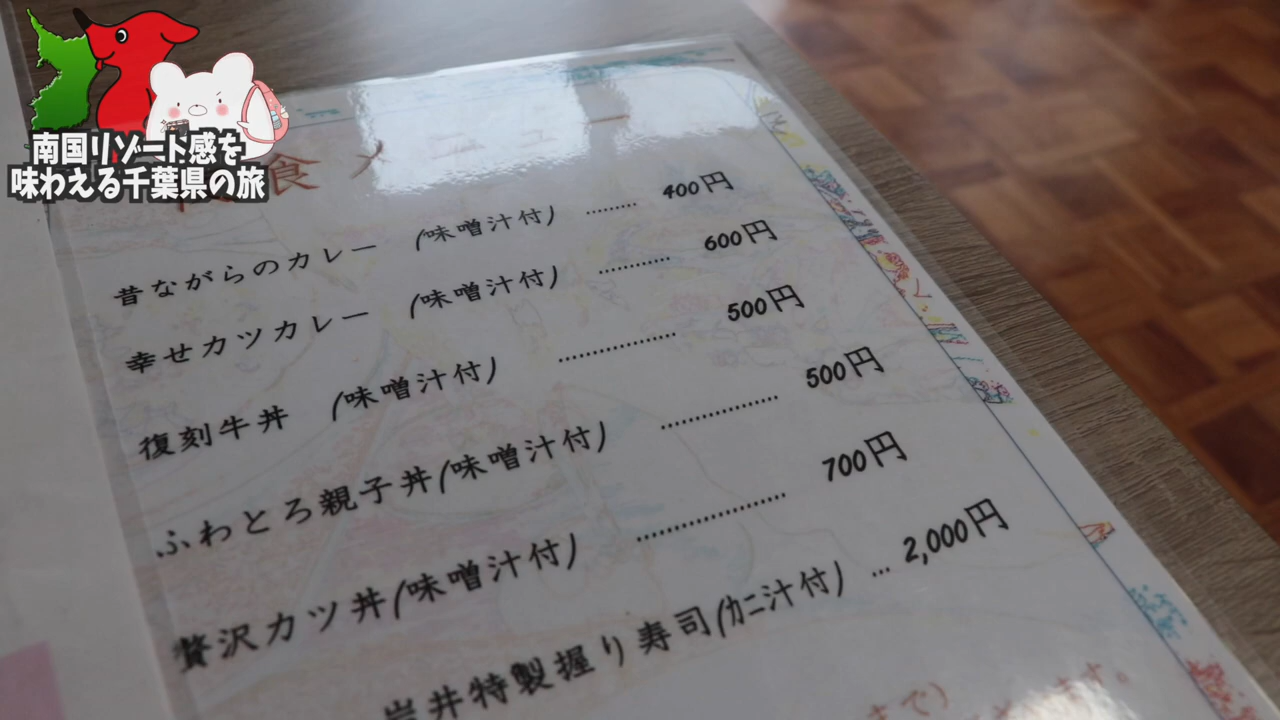 南国リゾート感を
味わえる千葉県の旅
食メニュー
昔ながらのカレー (味噌汁付) ……… 400円
幸せカツカレー (味噌汁付) ………… 600円
復刻牛丼 (味噌汁付) ……………… 500円
ふわとろ親子丼(味噌汁付) ……………… 500円
贅沢カツ丼(味噌汁付) ………………… 700円
岩井特製握り寿司(カニ汁付) … 2,000円
まで)
ます。